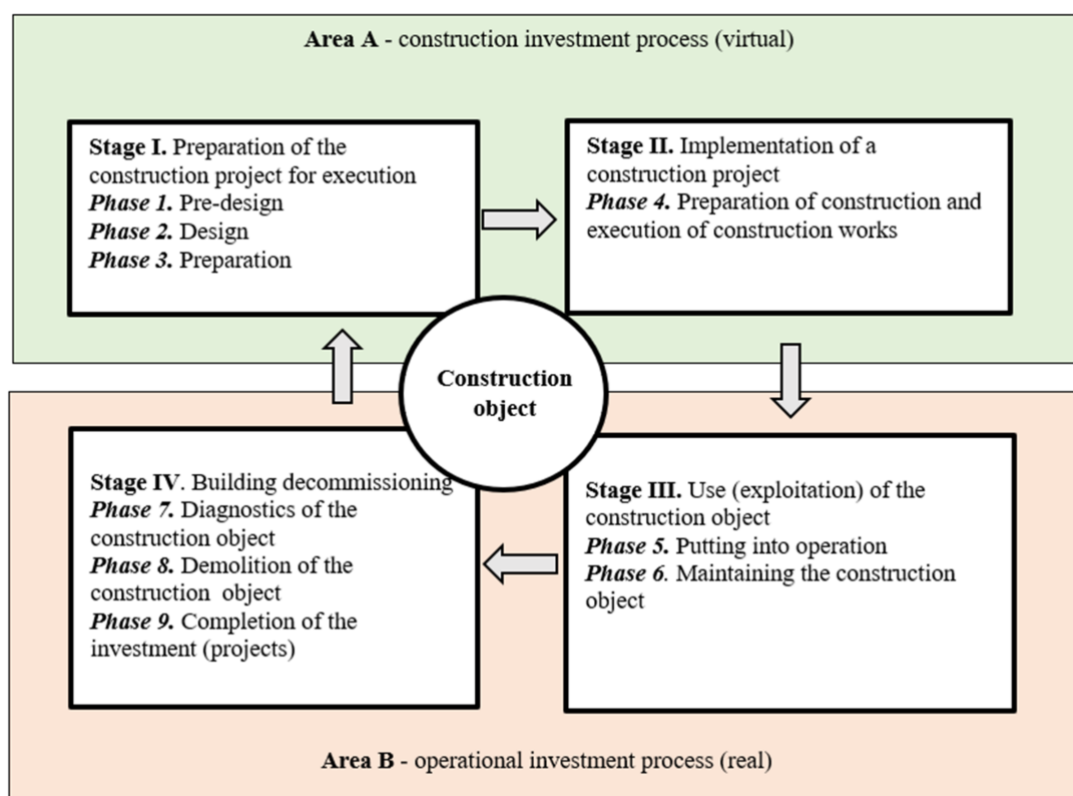 Area A - construction investment process (virtual)
Stage I. Preparation of the
construction project for execution
Phase 1. Pre-design
Phase 2. Design
Phase 3. Preparation
Stage II. Implementation of a
construction project
Phase 4. Preparation of construction and
execution of construction works
Construction
object
Stage IV. Building decommissioning
Phase 7. Diagnostics of the
construction object
Phase 8. Demolition of the
construction object
Phase 9. Completion of the
investment (projects)
Stage III. Use (exploitation) of the
construction object
Phase 5. Putting into operation
Phase 6. Maintaining the construction
object
Area B - operational investment process (real)